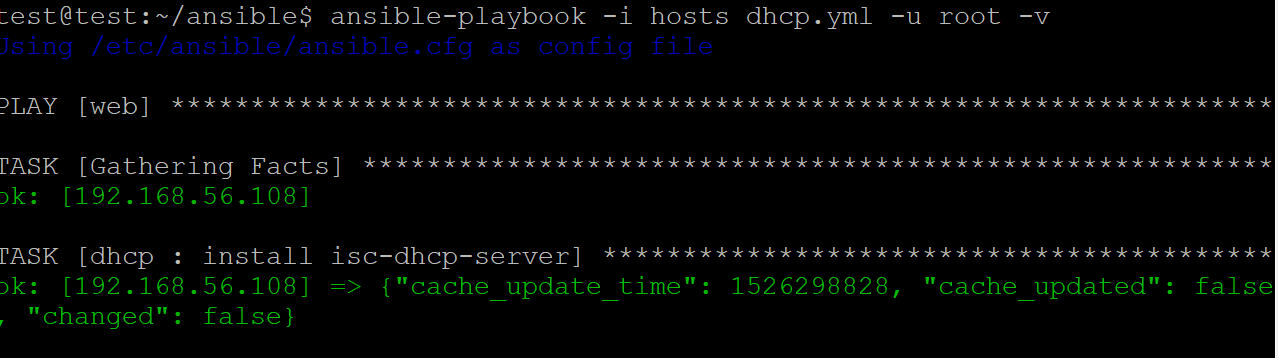 test@test:~/ansible$ ansible-playbook -i hosts dhcp.yml -u root -v
Using /etc/ansible/ansible.cfg as config file
PLAY [web] *********************************************************************
TASK [Gathering Facts] *********************************************************
ok: [192.168.56.108]
TASK [dhcp : install isc-dhcp-server] ******************************************
ok: [192.168.56.108] => {"cache_update_time": 1526298828, "cache_updated": false
, "changed": false}